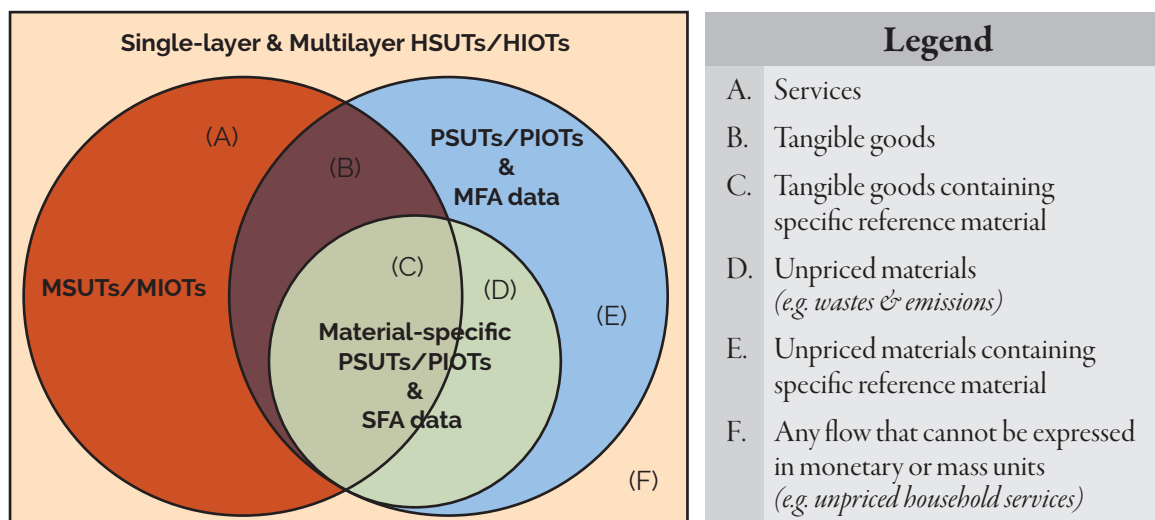 Single-layer & Multilayer HSUTs/HIOTs
(A)
(B)
PSUTs/PIOTs
&
MFA data
MSUTs/MIOTs
(C)
(D)
(E)
Material-specific
PSUTs/PIOTs
&
SFA data
(F)
Legend
A. Services
B. Tangible goods
C. Tangible goods containing
specific reference material
D. Unpriced materials
(e.g. wastes & emissions)
E. Unpriced materials containing
specific reference material
F. Any flow that cannot be expressed
in monetary or mass units
(e.g. unpriced household services)